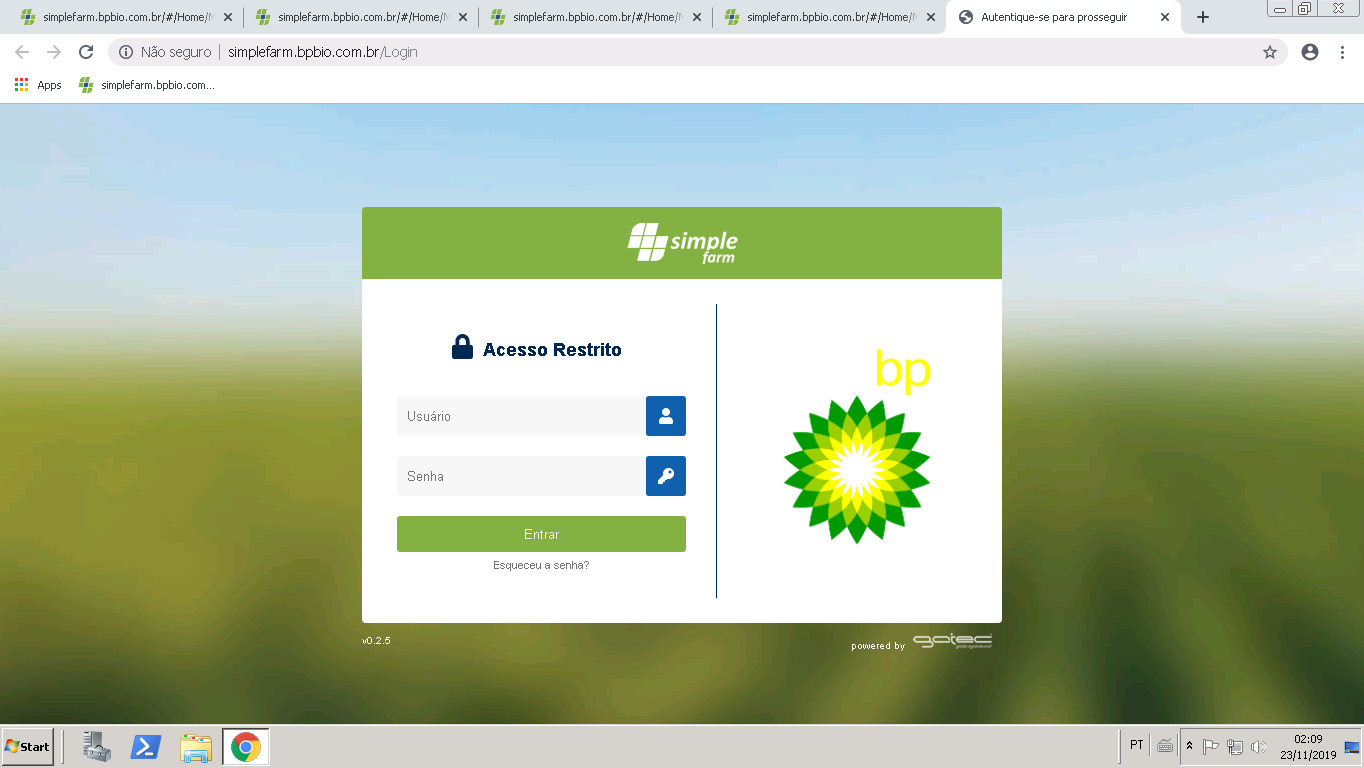 simplefarm.bpbio.com.br/#/Home/
simplefarm.bpbio.com.br/#/Home/
simplefarm.bpbio.com.br/#/Home/
simplefarm.bpbio.com.br/#/Home/
Autentique-se para prosseguir
Não seguro | simplefarm.bpbio.com.br/Login
Apps
simplefarm.bpbio.com...
simple
farm
Acesso Restrito
bp
Usuário
Senha
Entrar
Esqueceu a senha?
v0.2.5
powered by gatec
Start
PT
02:09
23/11/2019